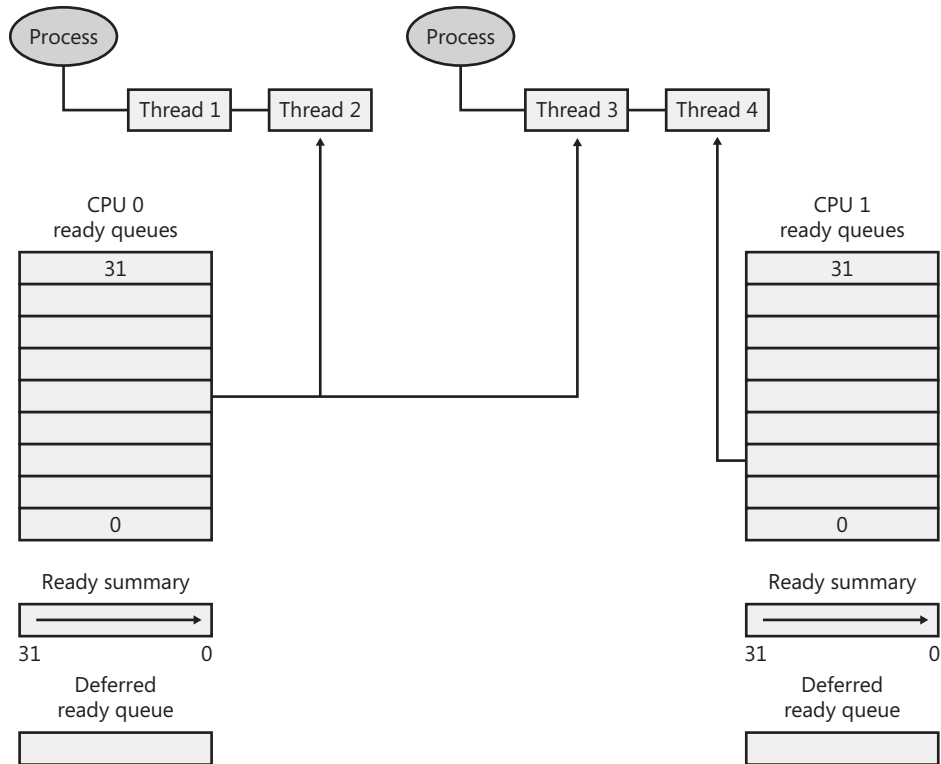 Process
Process
Thread 1
Thread 2
Thread 3
Thread 4
CPU 0
ready queues
CPU 1
ready queues
31
31
0
0
Ready summary
Ready summary
31
0
31
0
Deferred
ready queue
Deferred
ready queue